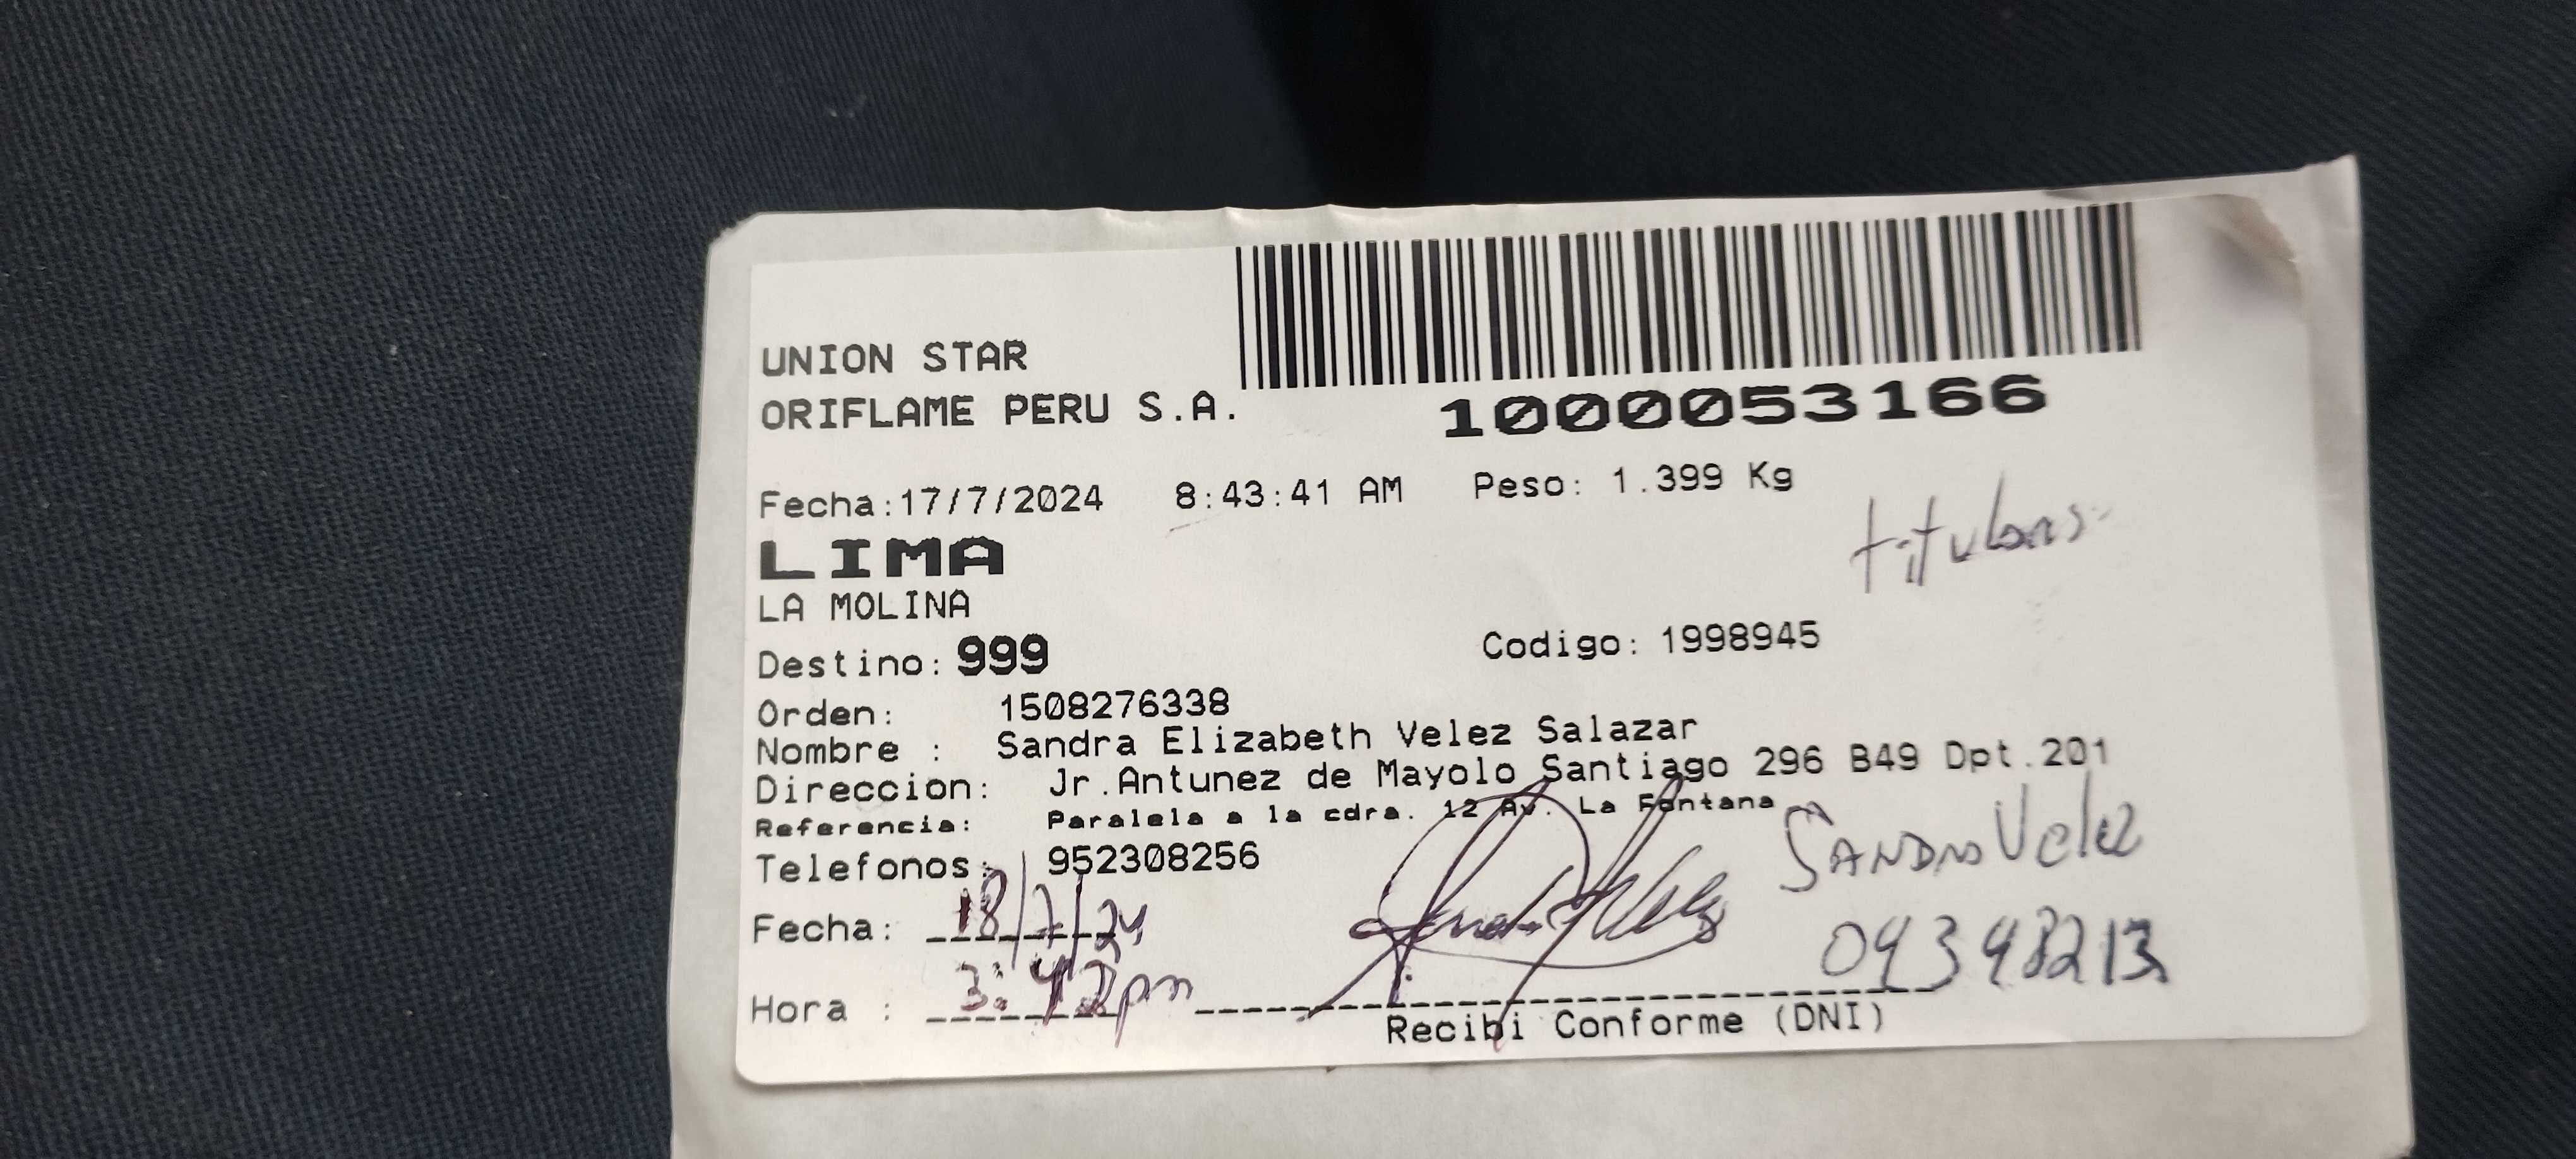 UNION STAR
ORIFLAME PERU S.A.
1000053166
Fecha:17/7/2024 8:43:41 AM Peso: 1.399 Kg
LIMA
LA MOLINA
Destino: 999 Codigo: 1998945
Orden: 1508276338
Nombre : Sandra Elizabeth Velez Salazar
Direccion: Jr.Antunez de Mayolo Santiago 296 B49 Dpt.201
Referencia: Paralela a la cdra. 12 Av. La Fontana
Telefonos: 952308256
Sandra Velez
Fecha: 18/7/24
09348213
Hora : 3:42pm
Recibi Conforme (DNI)